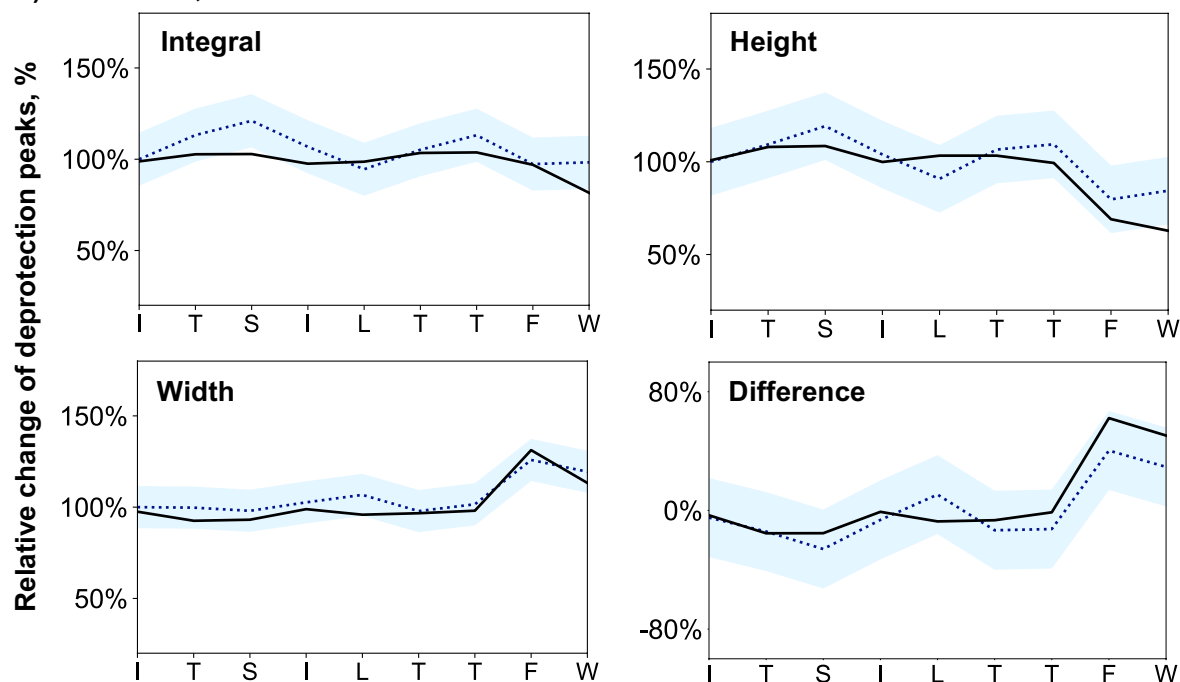 Integral
150%
100%
50%
I T S I L T T F W
Height
150%
100%
50%
I T S I L T T F W
Relative change of deprotection peaks, %
Width
150%
100%
50%
I T S I L T T F W
Difference
80%
0%
-80%
I T S I L T T F W